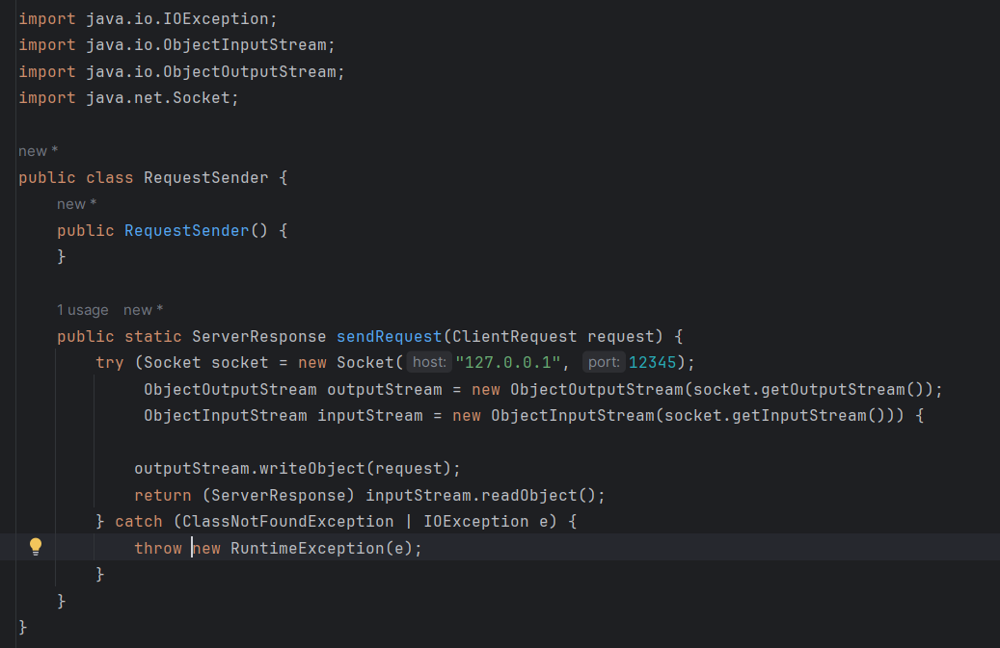 import java.io.IOException;
import java.io.ObjectInputStream;
import java.io.ObjectOutputStream;
import java.net.Socket;
new *
public class RequestSender {
new *
public RequestSender() {
}
1 usage new *
public static ServerResponse sendRequest(ClientRequest request) {
try (Socket socket = new Socket( host: "127.0.0.1", port: 12345);
ObjectOutputStream outputStream = new ObjectOutputStream(socket.getOutputStream());
ObjectInputStream inputStream = new ObjectInputStream(socket.getInputStream())) {
outputStream.writeObject(request);
return (ServerResponse) inputStream.readObject();
} catch (ClassNotFoundException | IOException e) {
throw new RuntimeException(e);
}
}
}